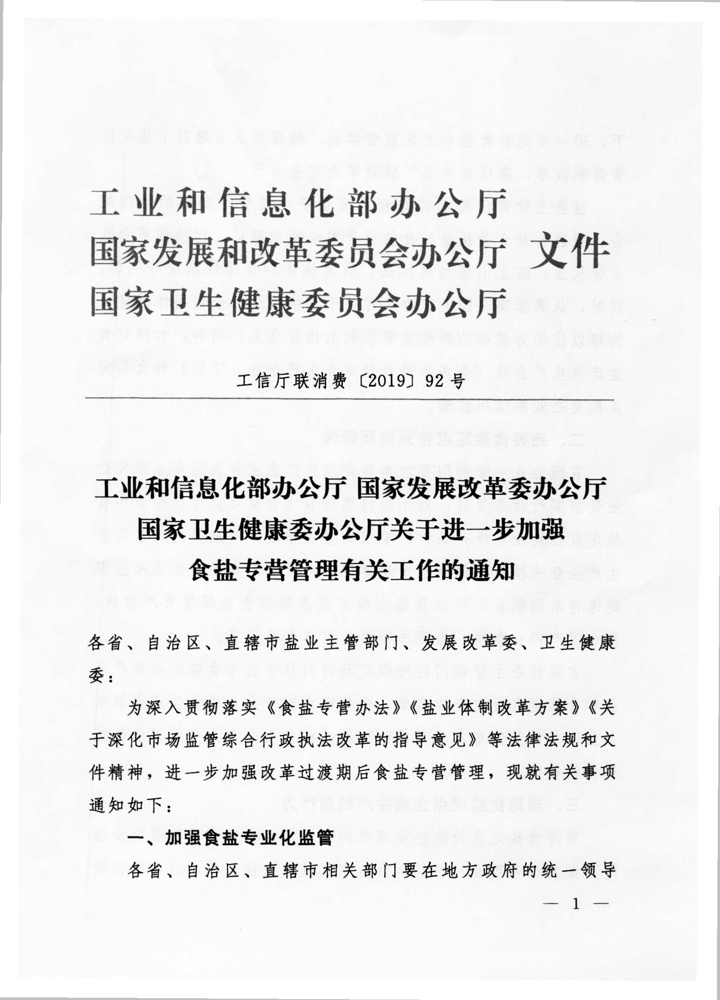 工业和信息化部办公厅
国家发展和改革委员会办公厅 文件
国家卫生健康委员会办公厅
工信厅联消费〔2019〕92号
工业和信息化部办公厅 国家发展改革委办公厅
国家卫生健康委办公厅关于进一步加强
食盐专营管理有关工作的通知
各省、自治区、直辖市盐业主管部门、发展改革委、卫生健康
委：
为深入贯彻落实《食盐专营办法》《盐业体制改革方案》《关
于深化市场监管综合行政执法改革的指导意见》等法律法规和文
件精神，进一步加强改革过渡期后食盐专营管理，现就有关事项
通知如下：
一、加强食盐专业化监管
各省、自治区、直辖市相关部门要在地方政府的统一领导
— 1 —